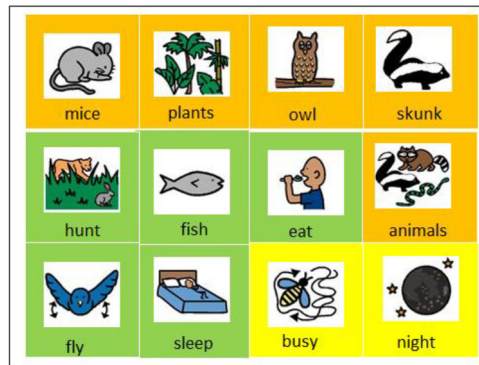 mice plants owl skunk
hunt fish eat animals
fly sleep busy night